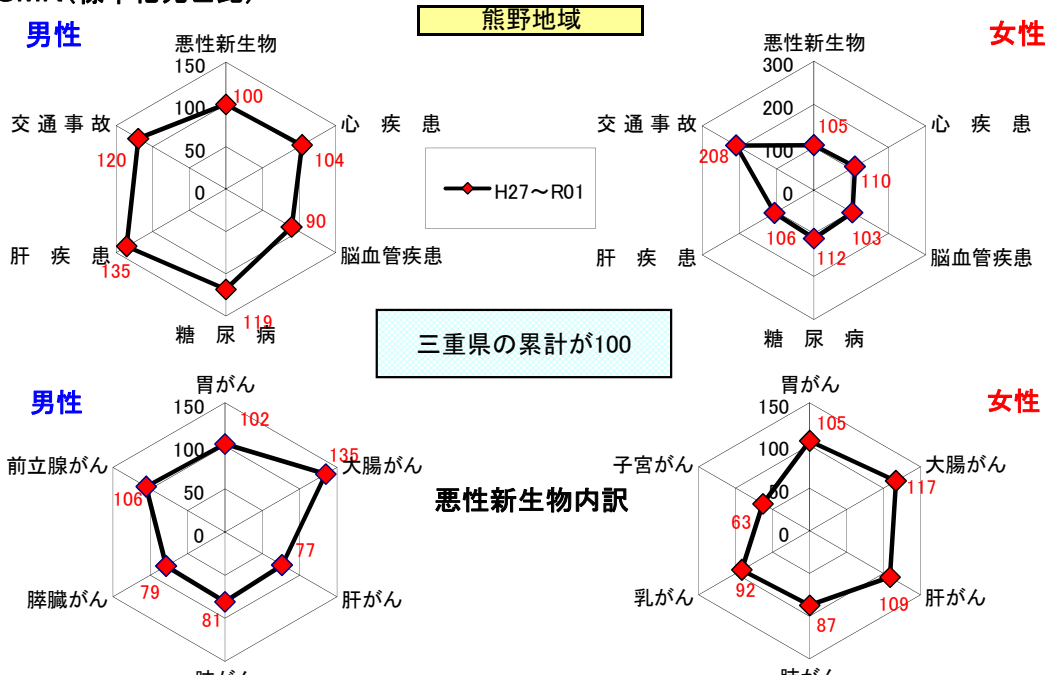 熊野地域
男性
女性
悪性新生物
150
100
50
0
100
心疾患
104
脳血管疾患
90
糖尿病
119
肝疾患
135
交通事故
120
H27～R01
悪性新生物
300
200
100
0
105
心疾患
110
脳血管疾患
103
糖尿病
112
肝疾患
106
交通事故
208
三重県の累計が100
男性
女性
悪性新生物内訳
胃がん
150
100
50
0
102
大腸がん
135
肝がん
77
81
膵臓がん
79
前立腺がん
106
胃がん
150
100
50
0
105
大腸がん
117
肝がん
109
87
乳がん
92
子宮がん
63